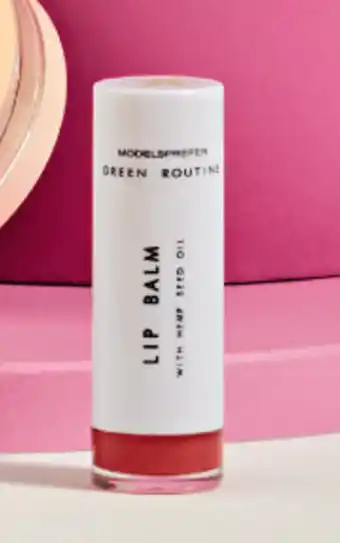 MODELSPREFER
GREEN ROUTINE
LIP BALM
WITH HEMP SEED OIL